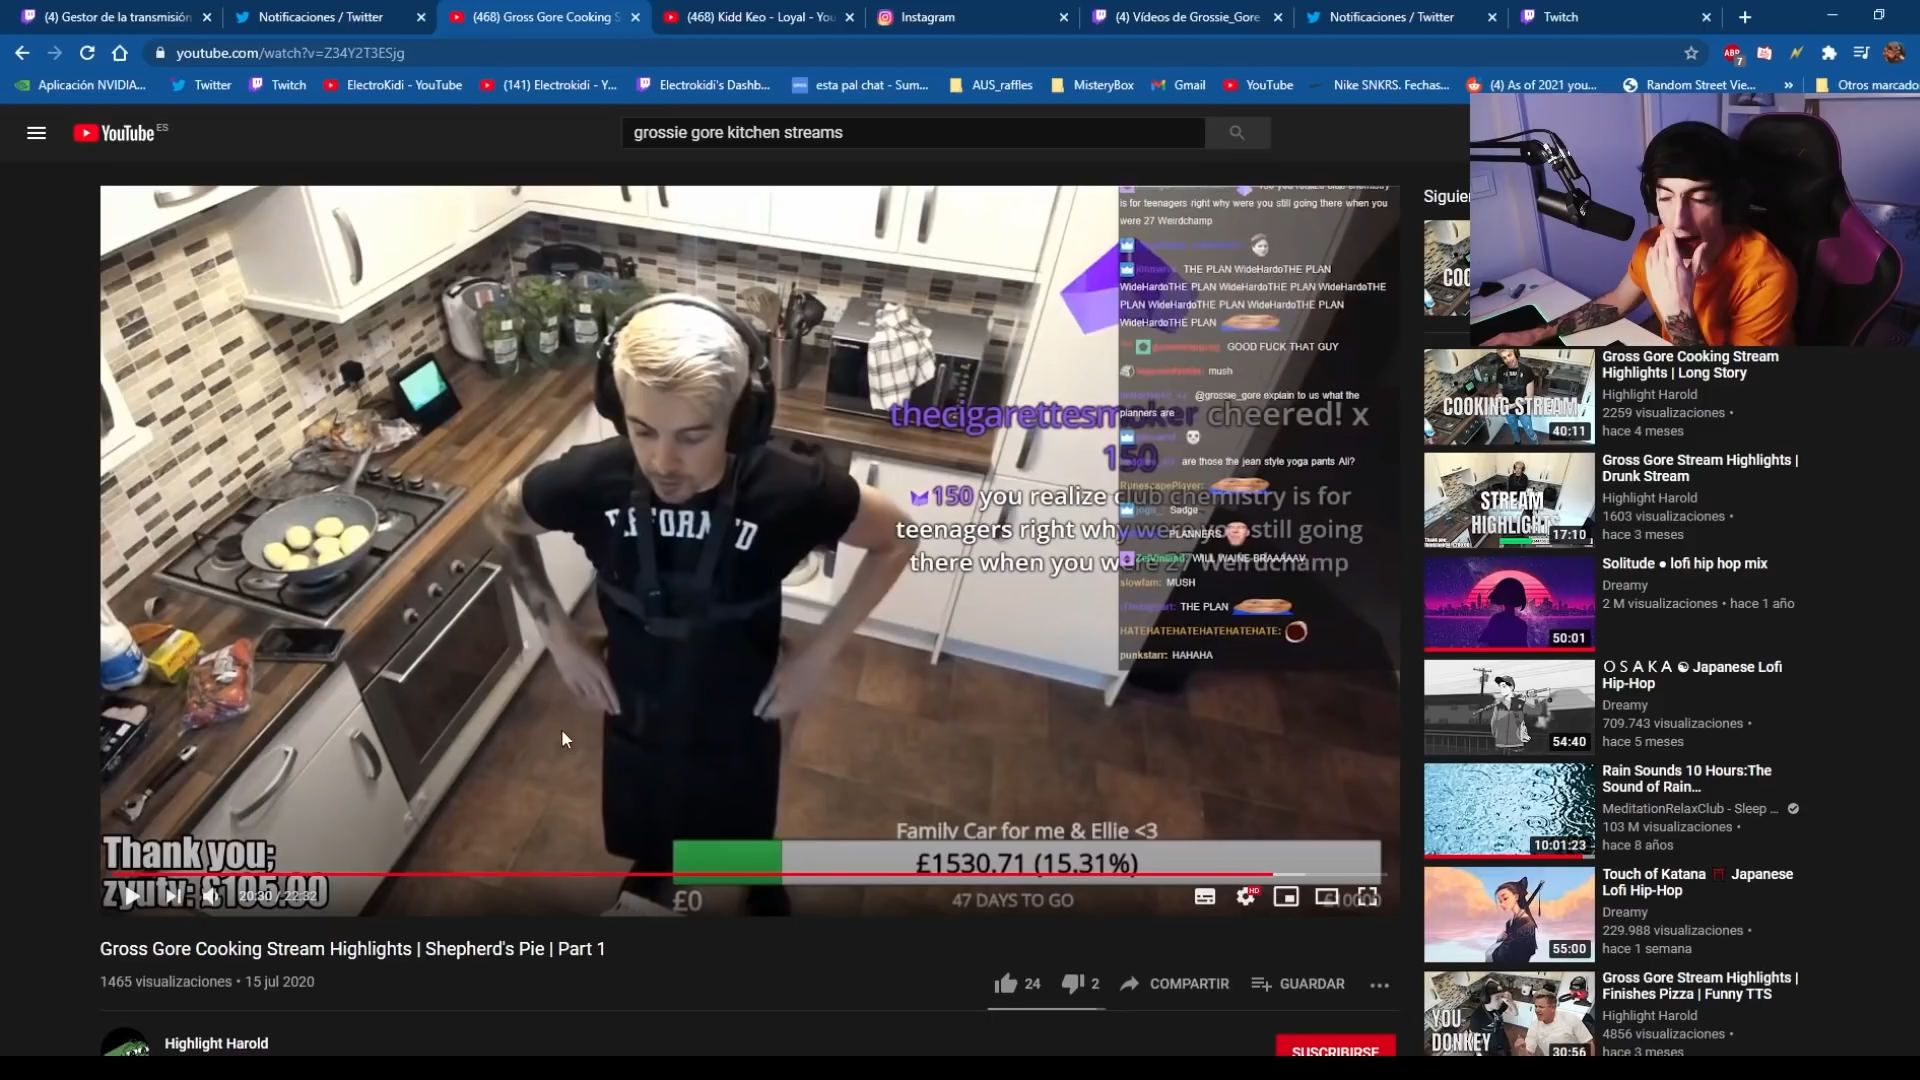 (4) Gestor de la transmisión
Notificaciones / Twitter
(468) Gross Gore Cooking S
(468) Kidd Keo - Loyal - You
Instagram
(4) Vídeos de Grossie_Gore
Notificaciones / Twitter
Twitch
youtube.com/watch?v=Z34Y2T3ESjg
ABP
7
Aplicación NVIDIA...
Twitter
Twitch
ElectroKidi - YouTube
(141) Electrokidi - Y...
Electrokidi's Dashb...
esta pal chat - Sum...
AUS_raffles
MisteryBox
Gmail
YouTube
Nike SNKRS. Fechas...
(4) As of 2021 you...
Random Street Vie...
»
Otros marcado
YouTube ES
grossie gore kitchen streams
is for teenagers right why were you still going there when you
were 27 Weirdchamp
THE PLAN WideHardoTHE PLAN
WideHardoTHE PLAN WideHardoTHE PLAN WideHardoTHE
PLAN WideHardoTHE PLAN WideHardoTHE PLAN
WideHardoTHE PLAN
GOOD FUCK THAT GUY
mush
@grossie_gore explain to us what the
planners are
are those the jean style yoga pants Ali?
RunescapePlayer:
Sadge
PLANNERS
WILL WAINE BRAAAAAV
slowfam: MUSH
THE PLAN
HATEHATEHATEHATEHATEHATE:
punkstarr: HAHAHA
thecigarettesmoker cheered! x
150
150 you realize club chemistry is for
teenagers right why were you still going
there when you were 27 Weirdchamp
Family Car for me & Ellie <3
£1530.71 (15.31%)
£0
47 DAYS TO GO
£10000
Thank you;
zyutv: £105.00
20:30 / 22:32
HD
Gross Gore Cooking Stream Highlights | Shepherd's Pie | Part 1
1465 visualizaciones • 15 jul 2020
24
2
COMPARTIR
GUARDAR
Highlight Harold
SUSCRIBIRSE
Siguie
COOKING STREAM
40:11
Gross Gore Cooking Stream
Highlights | Long Story
Highlight Harold
2259 visualizaciones •
hace 4 meses
STREAM
HIGHLIGHTS
17:10
Gross Gore Stream Highlights |
Drunk Stream
Highlight Harold
1603 visualizaciones •
hace 3 meses
50:01
Solitude ● lofi hip hop mix
Dreamy
2 M visualizaciones • hace 1 año
54:40
O S A K A ☯ Japanese Lofi
Hip-Hop
Dreamy
709.743 visualizaciones •
hace 5 meses
10:01:23
Rain Sounds 10 Hours:The
Sound of Rain...
MeditationRelaxClub - Sleep ...
103 M visualizaciones •
hace 8 años
55:00
Touch of Katana Japanese
Lofi Hip-Hop
Dreamy
229.988 visualizaciones •
hace 1 semana
YOU
DONKEY
30:56
Gross Gore Stream Highlights |
Finishes Pizza | Funny TTS
Highlight Harold
4856 visualizaciones •
hace 3 meses